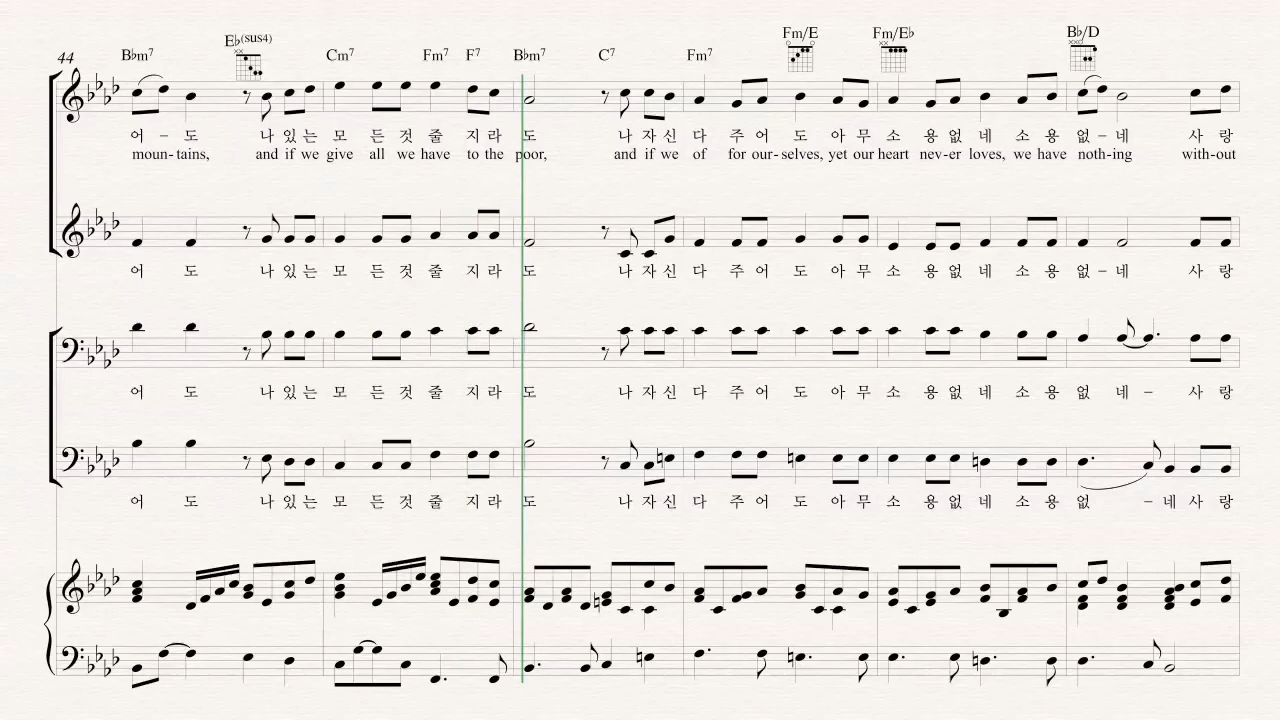 44 B♭m7 E♭(sus4) Cm7 Fm7 F7 B♭m7 C7 Fm7 Fm/E Fm/E♭ B♭/D
어 – 도 나 있 는 모 든 것 줄 지 라 도 나 자 신 다 주 어 도 아 무 소 용 없 네 소 용 없 – 네 사 랑
moun - tains, and if we give all we have to the poor, and if we of for our - selves, yet our heart nev - er loves, we have noth - ing with - out
어 도 나 있 는 모 든 것 줄 지 라 도 나 자 신 다 주 어 도 아 무 소 용 없 네 소 용 없 – 네 사 랑
어 도 나 있 는 모 든 것 줄 지 라 도 나 자 신 다 주 어 도 아 무 소 용 없 네 소 용 없 네 – 사 랑
어 도 나 있 는 모 든 것 줄 지 라 도 나 자 신 다 주 어 도 아 무 소 용 없 네 소 용 없 – 네 사 랑